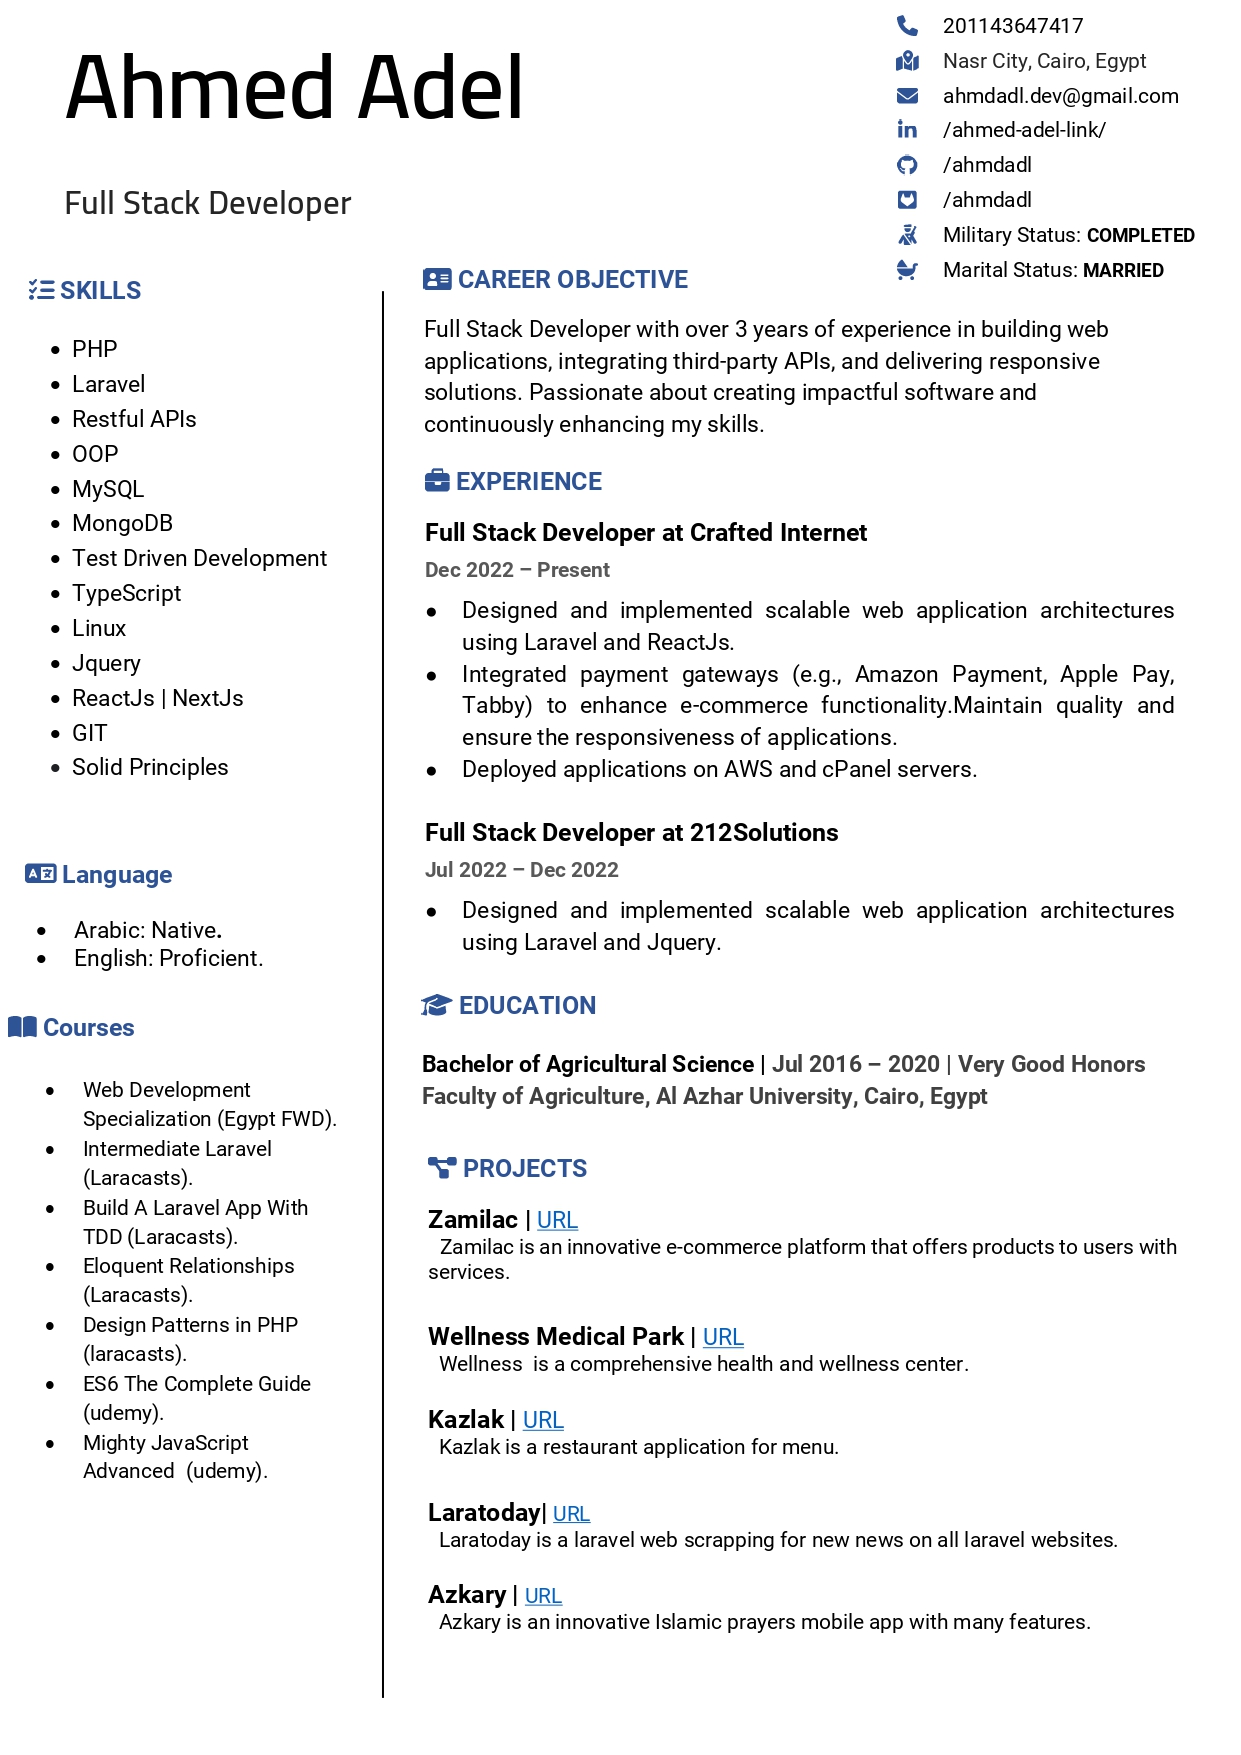 Ahmed Adel
Full Stack Developer
201143647417
Nasr City, Cairo, Egypt
ahmdadl.dev@gmail.com
/ahmed-adel-link/
/ahmdadl
/ahmdadl
Military Status: COMPLETED
Marital Status: MARRIED
SKILLS
• PHP
• Laravel
• Restful APIs
• OOP
• MySQL
• MongoDB
• Test Driven Development
• TypeScript
• Linux
• Jquery
• ReactJs | NextJs
• GIT
• Solid Principles
Language
• Arabic: Native.
• English: Proficient.
Courses
• Web Development
Specialization (Egypt FWD).
• Intermediate Laravel
(Laracasts).
• Build A Laravel App With
TDD (Laracasts).
• Eloquent Relationships
(Laracasts).
• Design Patterns in PHP
(laracasts).
• ES6 The Complete Guide
(udemy).
• Mighty JavaScript
Advanced  (udemy).
CAREER OBJECTIVE
Full Stack Developer with over 3 years of experience in building web
applications, integrating third-party APIs, and delivering responsive
solutions. Passionate about creating impactful software and
continuously enhancing my skills.
EXPERIENCE
Full Stack Developer at Crafted Internet
Dec 2022 – Present
• Designed and implemented scalable web application architectures
using Laravel and ReactJs.
• Integrated payment gateways (e.g., Amazon Payment, Apple Pay,
Tabby) to enhance e-commerce functionality.Maintain quality and
ensure the responsiveness of applications.
• Deployed applications on AWS and cPanel servers.
Full Stack Developer at 212Solutions
Jul 2022 – Dec 2022
• Designed and implemented scalable web application architectures
using Laravel and Jquery.
EDUCATION
Bachelor of Agricultural Science | Jul 2016 – 2020 | Very Good Honors
Faculty of Agriculture, Al Azhar University, Cairo, Egypt
PROJECTS
Zamilac | URL
Zamilac is an innovative e-commerce platform that offers products to users with
services.
Wellness Medical Park | URL
Wellness  is a comprehensive health and wellness center.
Kazlak | URL
Kazlak is a restaurant application for menu.
Laratoday| URL
Laratoday is a laravel web scrapping for new news on all laravel websites.
Azkary | URL
Azkary is an innovative Islamic prayers mobile app with many features.